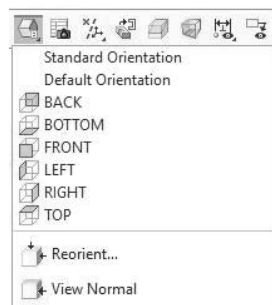 Standard Orientation
Default Orientation
BACK
BOTTOM
FRONT
LEFT
RIGHT
TOP
Reorient...
View Normal